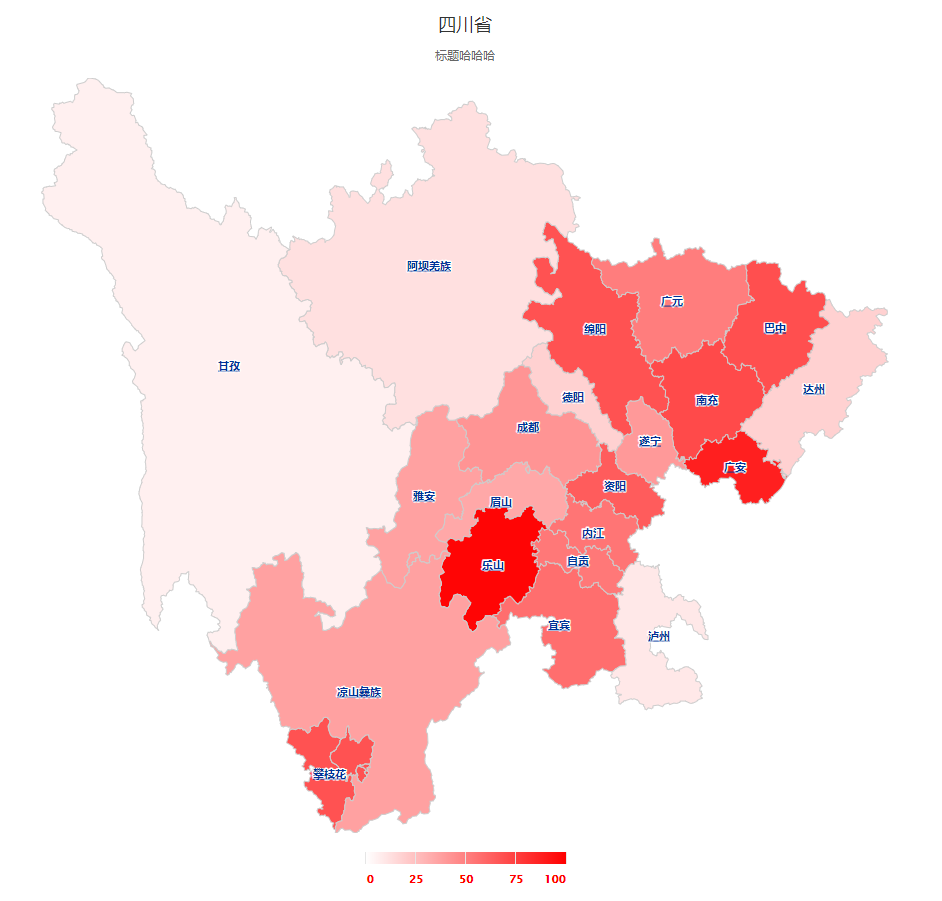 四川省
标题哈哈哈
阿坝羌族
广元
绵阳
巴中
甘孜
达州
德阳
南充
成都
遂宁
广安
资阳
雅安
眉山
内江
自贡
乐山
宜宾
泸州
凉山彝族
攀枝花
0 25 50 75 100